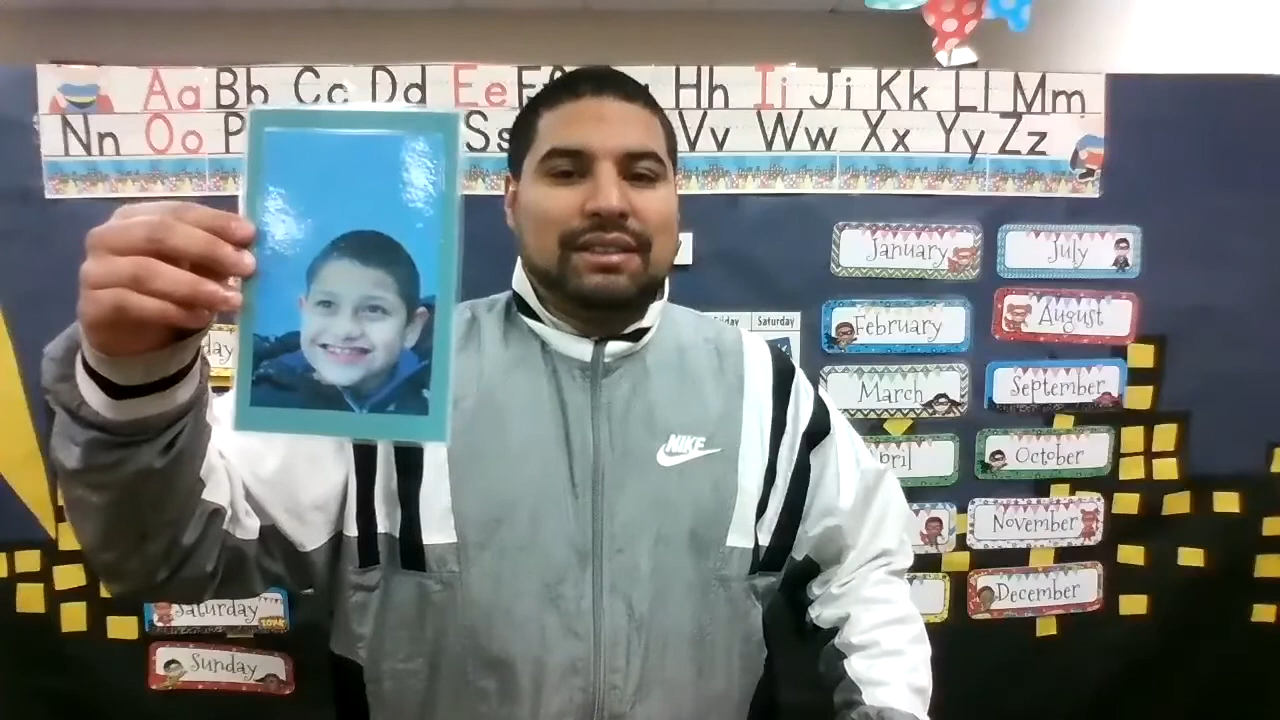 Aa Bb Cc Dd Ee Hh Ii Jj Kk Ll Mm
Nn Oo P Ss Vv Ww Xx Yy Zz
January
July
February
August
Saturday
March
September
October
NIKE
November
December
Saturday
Sunday